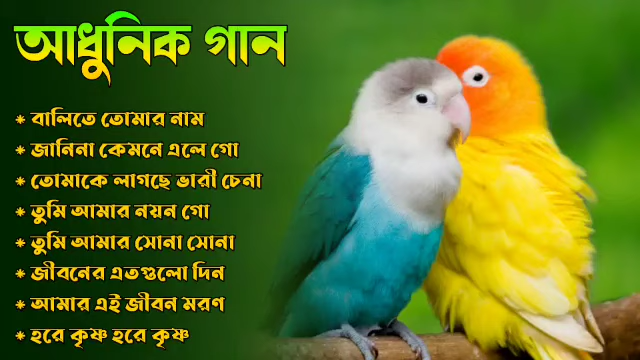 আধুনিক গান
* বালিতে তোমার নাম
* জানিনা কেমনে এলে গো
* তোমাকে লাগছে ভারী চেনা
* তুমি আমার নয়ন গো
* তুমি আমার সোনা সোনা
* জীবনের এতগুলো দিন
* আমার এই জীবন মরণ
* হরে কৃষ্ণ হরে কৃষ্ণ